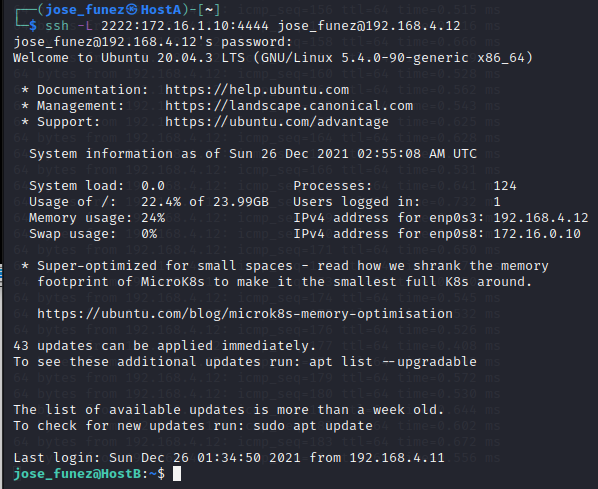 ┌──(jose_funez㉿HostA)-[~]
└─$ ssh -L 2222:172.16.1.10:4444 jose_funez@192.168.4.12
jose_funez@192.168.4.12's password:
Welcome to Ubuntu 20.04.3 LTS (GNU/Linux 5.4.0-90-generic x86_64)
* Documentation:  https://help.ubuntu.com
* Management:     https://landscape.canonical.com
* Support:        https://ubuntu.com/advantage
System information as of Sun 26 Dec 2021 02:55:08 AM UTC
System load:  0.0                Processes:               124
Usage of /:   22.4% of 23.99GB   Users logged in:         1
Memory usage: 24%                IPv4 address for enp0s3: 192.168.4.12
Swap usage:   0%                 IPv4 address for enp0s8: 172.16.0.10
* Super-optimized for small spaces - read how we shrank the memory
footprint of MicroK8s to make it the smallest full K8s around.
https://ubuntu.com/blog/microk8s-memory-optimisation
43 updates can be applied immediately.
To see these additional updates run: apt list --upgradable
The list of available updates is more than a week old.
To check for new updates run: sudo apt update
Last login: Sun Dec 26 01:34:50 2021 from 192.168.4.11
jose_funez@HostB:~$